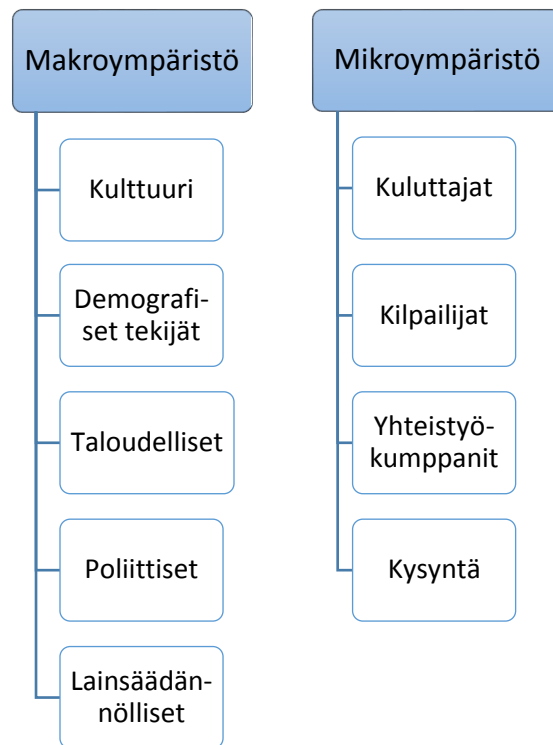 Makroympäristö
Kulttuuri
Demografi-
set tekijät
Taloudelliset
Poliittiset
Lainsäädän-
nölliset
Mikroympäristö
Kuluttajat
Kilpailijat
Yhteistyö-
kumppanit
Kysyntä